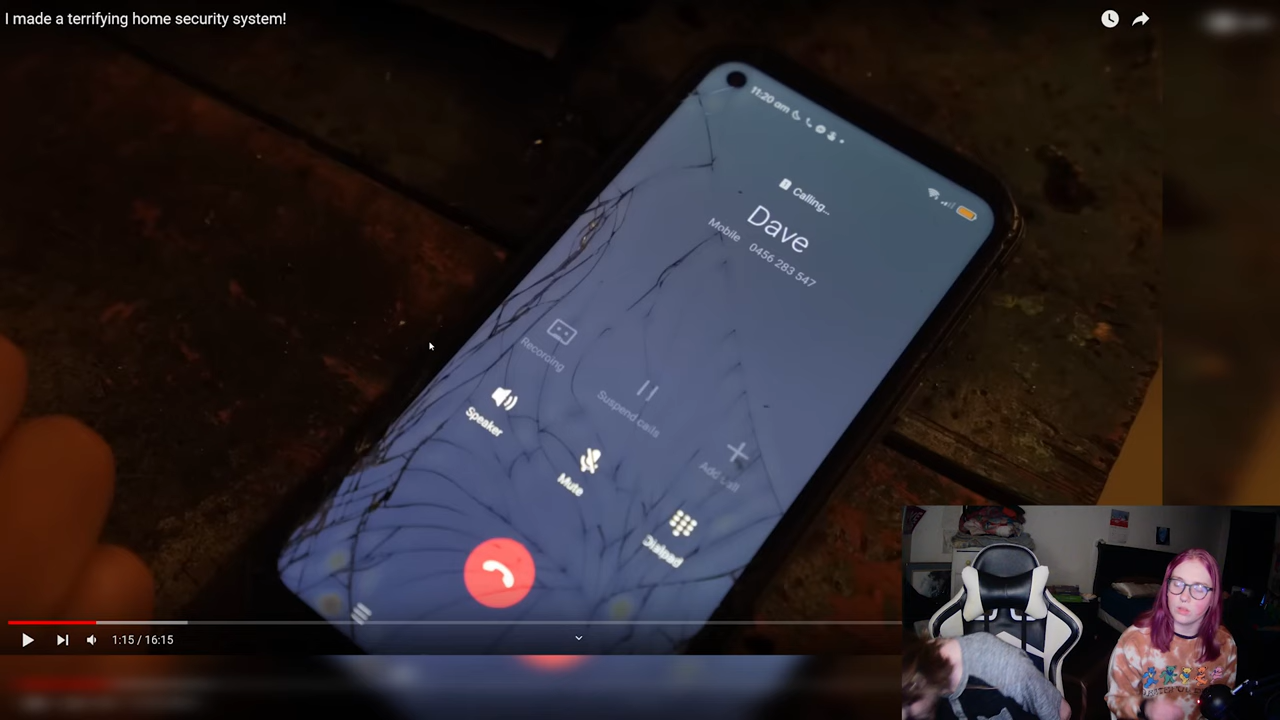 I made a terrifying home security system!
11:20 am
Calling...
Dave
Mobile 0456 283 547
Recording
Suspend calls
Add call
Speaker
Mute
Dialpad
1:15 / 16:15